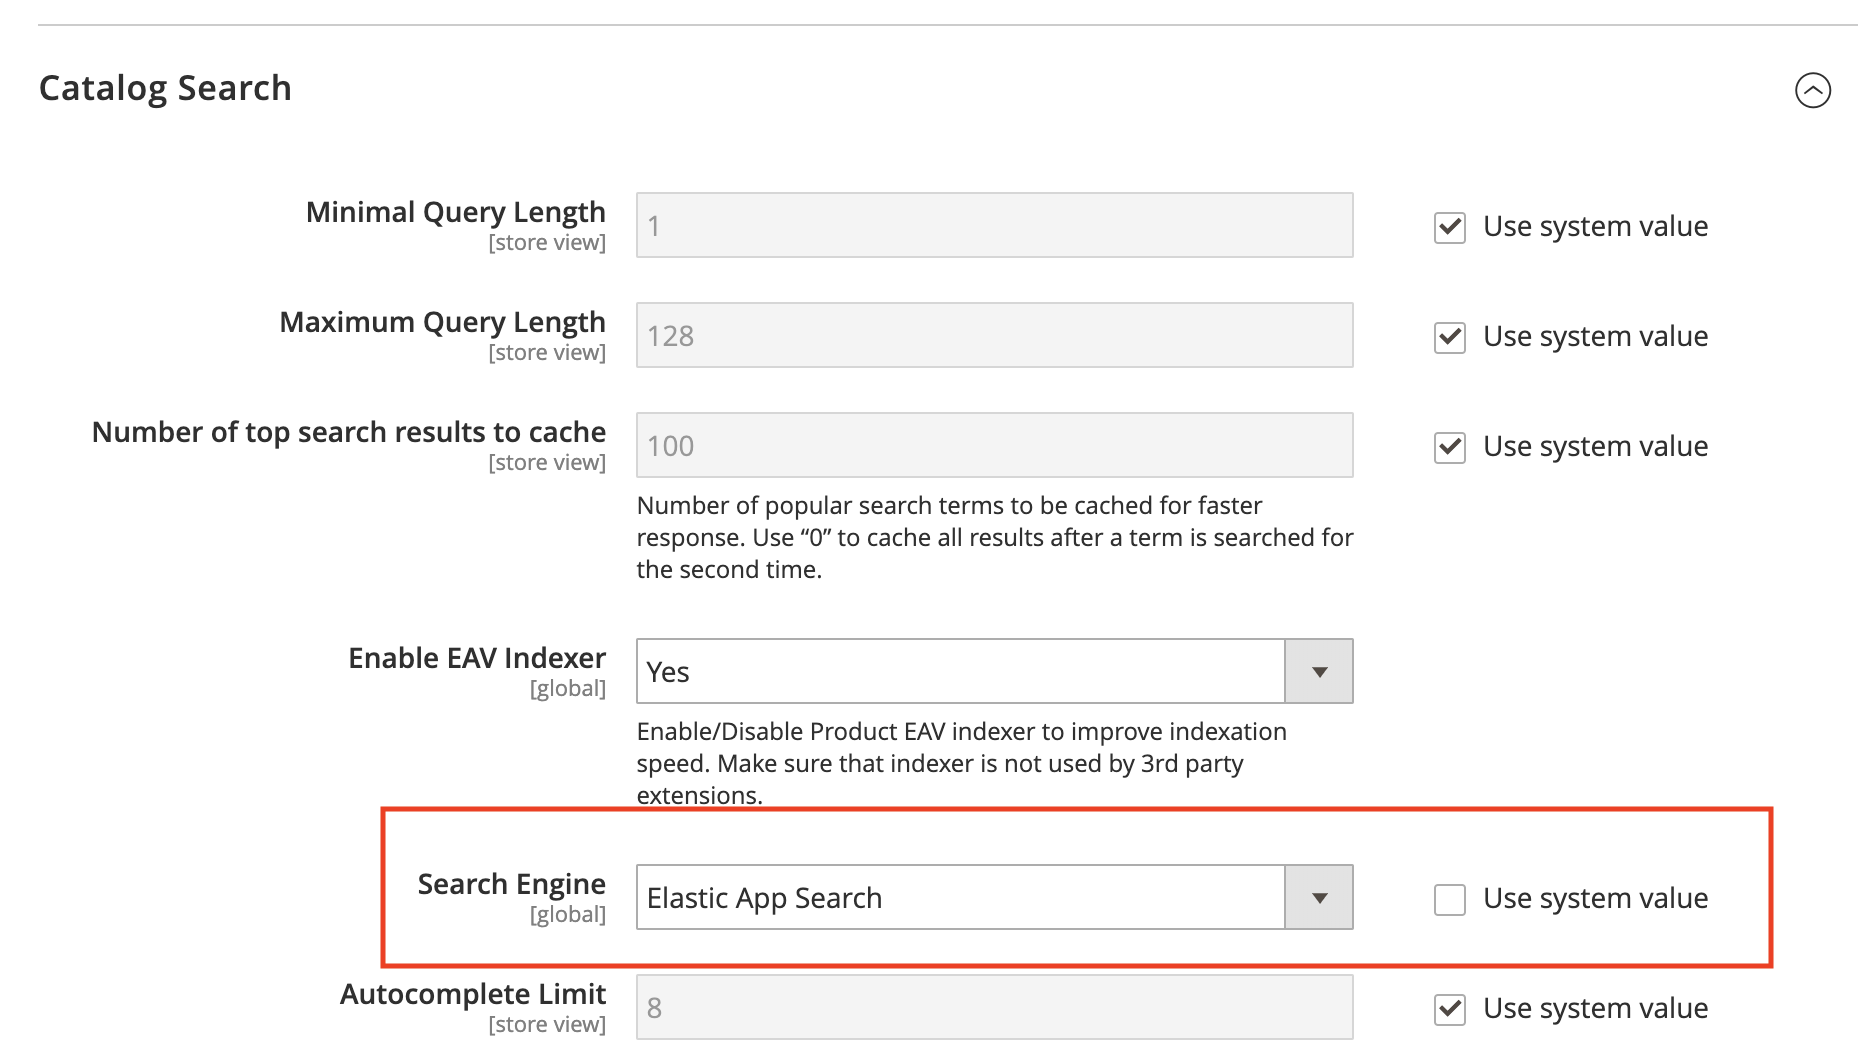 Catalog Search
Minimal Query Length
[store view]
1
Use system value
Maximum Query Length
[store view]
128
Use system value
Number of top search results to cache
[store view]
100
Use system value
Number of popular search terms to be cached for faster
response. Use “0” to cache all results after a term is searched for
the second time.
Enable EAV Indexer
[global]
Yes
Enable/Disable Product EAV indexer to improve indexation
speed. Make sure that indexer is not used by 3rd party
extensions.
Search Engine
[global]
Elastic App Search
Use system value
Autocomplete Limit
[store view]
8
Use system value